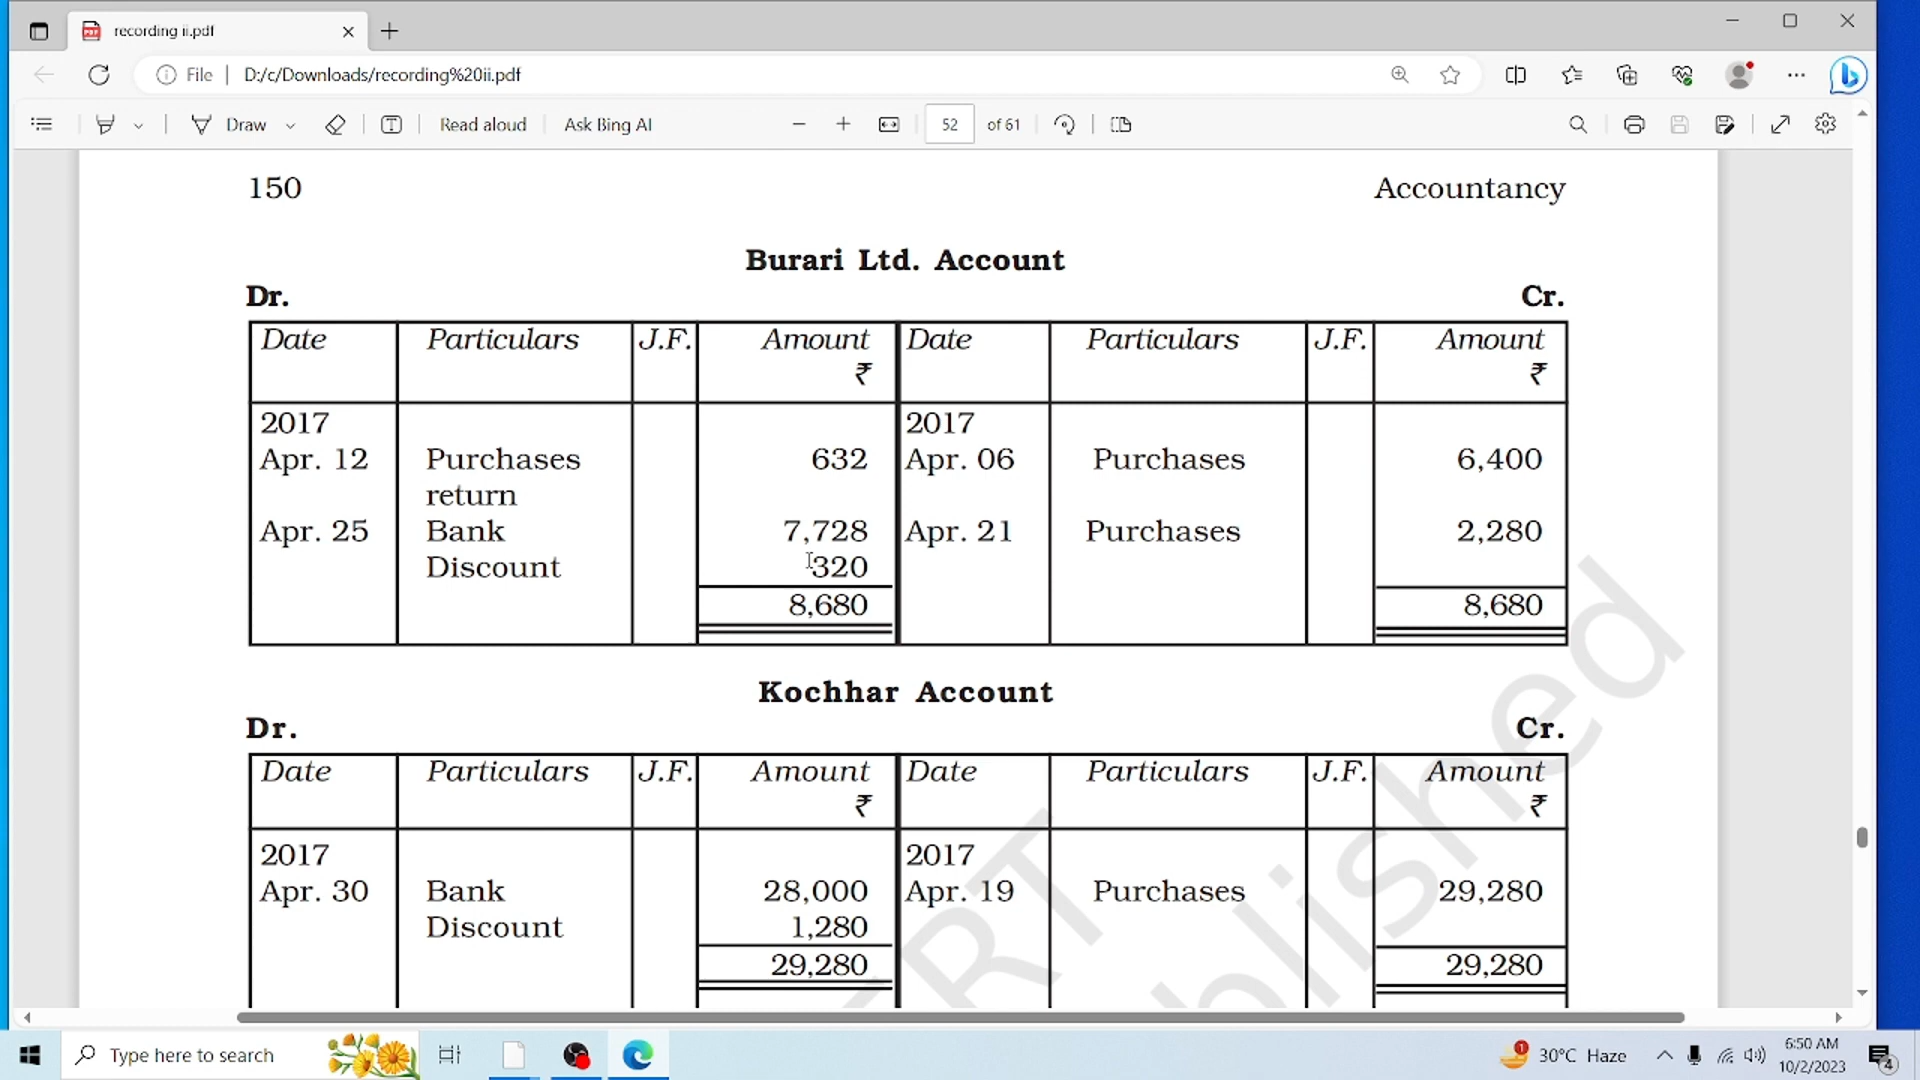 recording ii.pdf
File
D:/c/Downloads/recording%20ii.pdf
Draw
Read aloud
Ask Bing AI
52
of 61
150
Accountancy
Burari Ltd. Account
Dr.
Cr.
Date Particulars J.F. Amount Date Particulars J.F. Amount
₹ ₹
2017 2017
Apr. 12 Purchases 632 Apr. 06 Purchases 6,400
return
Apr. 25 Bank 7,728 Apr. 21 Purchases 2,280
Discount 320
8,680 8,680
Kochhar Account
Dr.
Cr.
Date Particulars J.F. Amount Date Particulars J.F. Amount
₹ ₹
2017 2017
Apr. 30 Bank 28,000 Apr. 19 Purchases 29,280
Discount 1,280
29,280 29,280
Type here to search
1
30°C Haze
6:50 AM
10/2/2023
4